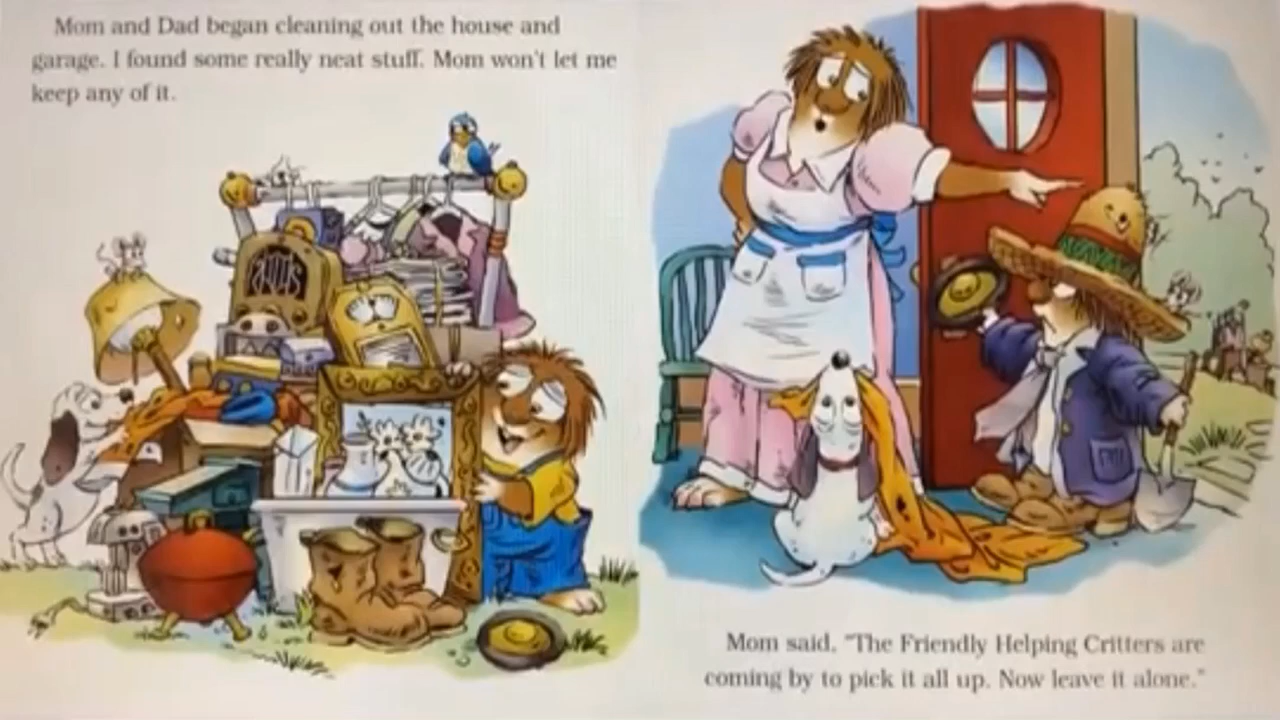 Mom and Dad began cleaning out the house and
garage. I found some really neat stuff. Mom won't let me
keep any of it.
Mom said, "The Friendly Helping Critters are
coming by to pick it all up. Now leave it alone."